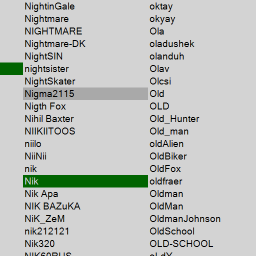 NightinGale
Nightmare
NIGHTMARE
Nightmare-DK
NightSIN
nightsister
NightSkater
Nigma2115
Nigth Fox
Nihil Baxter
NIIKIITOOS
niilo
NiiNii
nik
Nik
Nik Apa
NIK BAZuKA
NiK_ZeM
nik212121
Nik320
NIK60RUS
oktay
okyay
Ola
oladushek
olanduh
Olav
Olcsi
Old
OLD
Old_Hunter
Old_man
oldAlien
OldBiker
OldFox
oldfraer
Oldman
OldMan
OldmanJohnson
OldSchool
OLD-SCHOOL